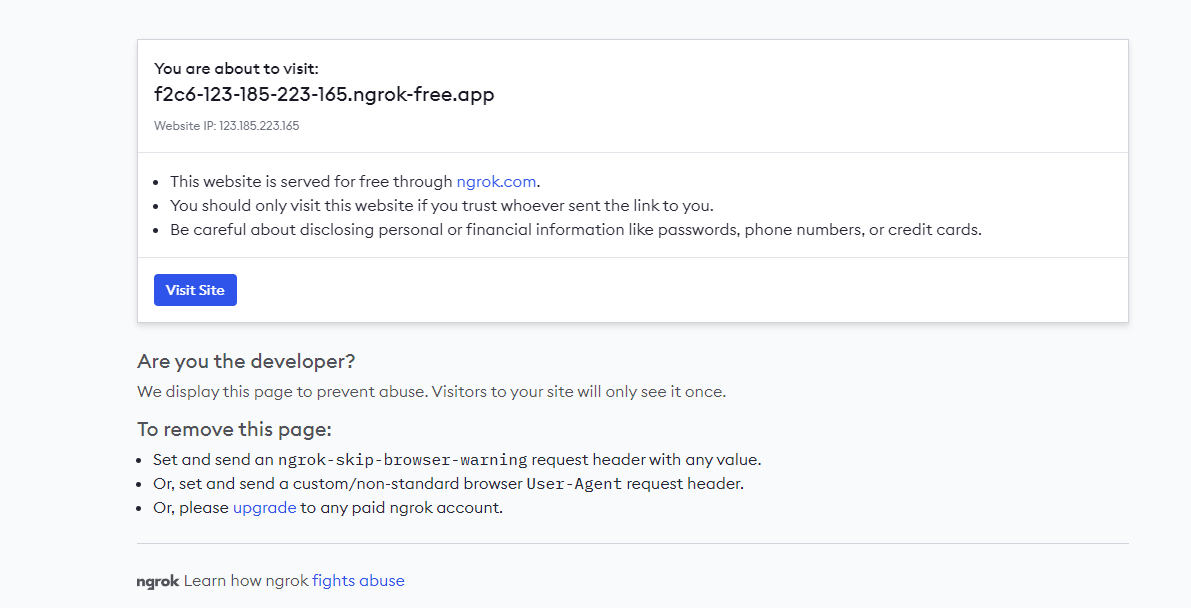 You are about to visit:
f2c6-123-185-223-165.ngrok-free.app
Website IP: 123.185.223.165
• This website is served for free through ngrok.com.
• You should only visit this website if you trust whoever sent the link to you.
• Be careful about disclosing personal or financial information like passwords, phone numbers, or credit cards.
Visit Site
Are you the developer?
We display this page to prevent abuse. Visitors to your site will only see it once.
To remove this page:
• Set and send an ngrok-skip-browser-warning request header with any value.
• Or, set and send a custom/non-standard browser User-Agent request header.
• Or, please upgrade to any paid ngrok account.
ngrok Learn how ngrok fights abuse